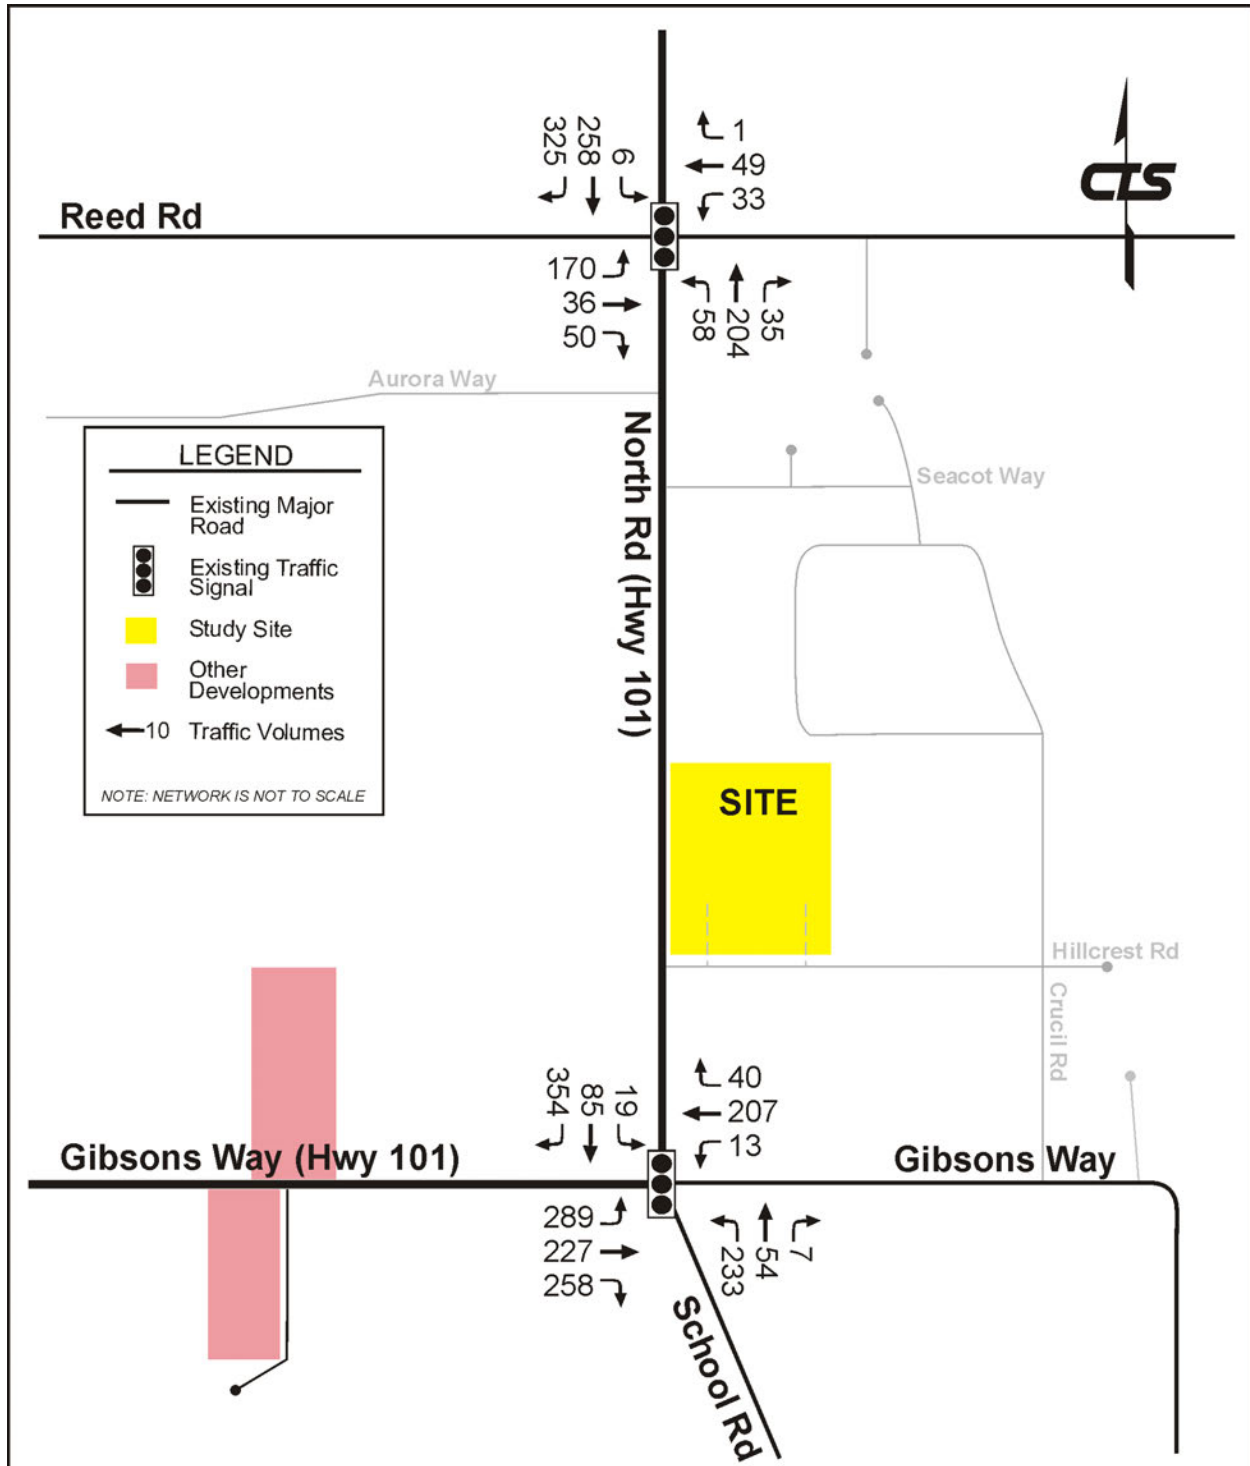 325
258
6
1
49
33
CTS
Reed Rd
170
36
50
58
204
35
Aurora Way
North Rd (Hwy 101)
Seacot Way
LEGEND
Existing Major
Road
Existing Traffic
Signal
Study Site
Other
Developments
10 Traffic Volumes
NOTE: NETWORK IS NOT TO SCALE
SITE
Hillcrest Rd
Crucil Rd
354
85
19
40
207
13
Gibsons Way (Hwy 101)
Gibsons Way
289
227
258
233
54
7
School Rd